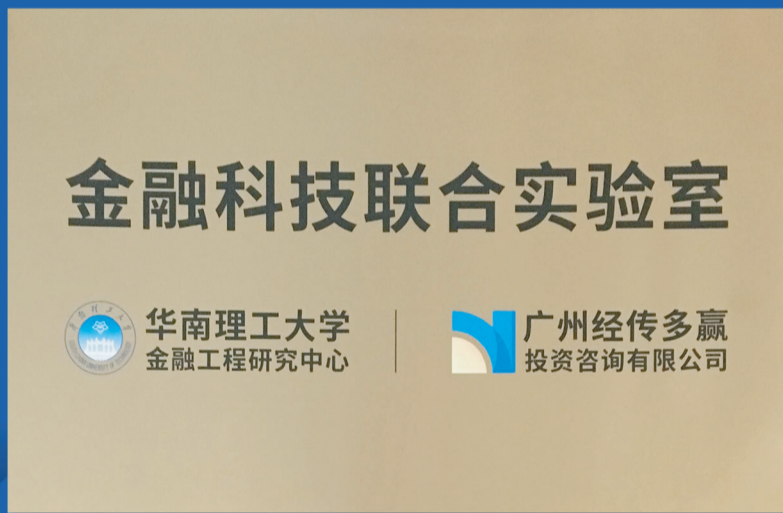 金融科技联合实验室
华南理工大学
金融工程研究中心
广州经传多赢
投资咨询有限公司